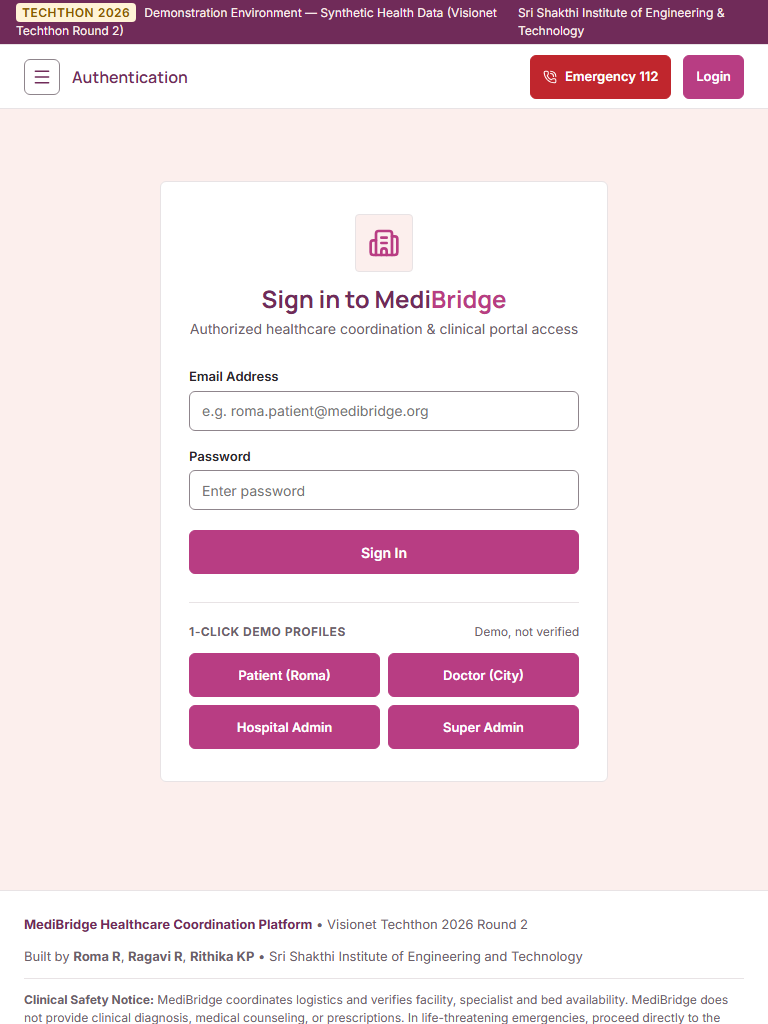 TECHTHON 2026 Demonstration Environment — Synthetic Health Data (Visionet
Techthon Round 2)
Sri Shakthi Institute of Engineering &
Technology
Authentication
Emergency 112
Login
Sign in to MediBridge
Authorized healthcare coordination & clinical portal access
Email Address
e.g. roma.patient@medibridge.org
Password
Enter password
Sign In
1-CLICK DEMO PROFILES
Demo, not verified
Patient (Roma)
Doctor (City)
Hospital Admin
Super Admin
MediBridge Healthcare Coordination Platform • Visionet Techthon 2026 Round 2
Built by Roma R, Ragavi R, Rithika KP • Sri Shakthi Institute of Engineering and Technology
Clinical Safety Notice: MediBridge coordinates logistics and verifies facility, specialist and bed availability. MediBridge does
not provide clinical diagnosis, medical counseling, or prescriptions. In life-threatening emergencies, proceed directly to the